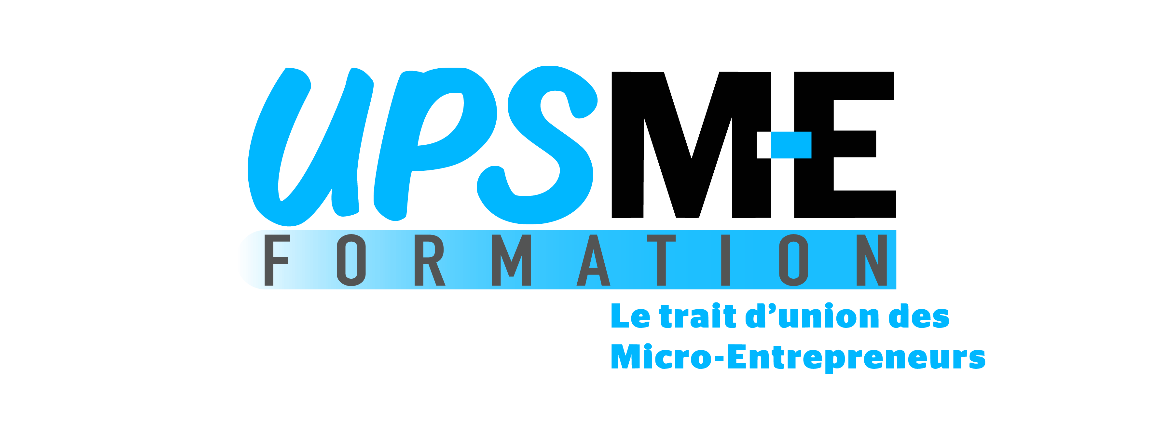 UPSM-E
FORMATION
Le trait d'union des
Micro-Entrepreneurs